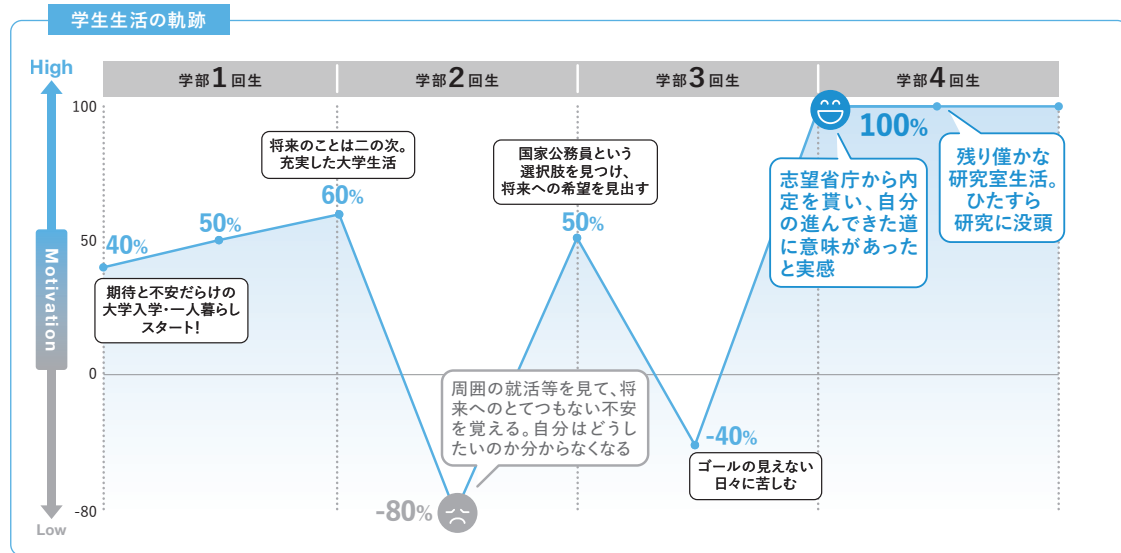 学生生活の軌跡
High
学部1回生
学部2回生
学部3回生
学部4回生
100
50
0
-80
Motivation
Low
40%
期待と不安だらけの
大学入学・一人暮らし
スタート!
50%
将来のことは二の次。
充実した大学生活
60%
-80%
周囲の就活等を見て、将
来へのとてつもない不安
を覚える。自分はどうし
たいのか分からなくなる
国家公務員という
選択肢を見つけ、
将来への希望を見出す
50%
-40%
ゴールの見えない
日々に苦しむ
100%
志望省庁から内
定を貰い、自分
の進んできた道
に意味があった
と実感
残り僅かな
研究室生活。
ひたすら
研究に没頭